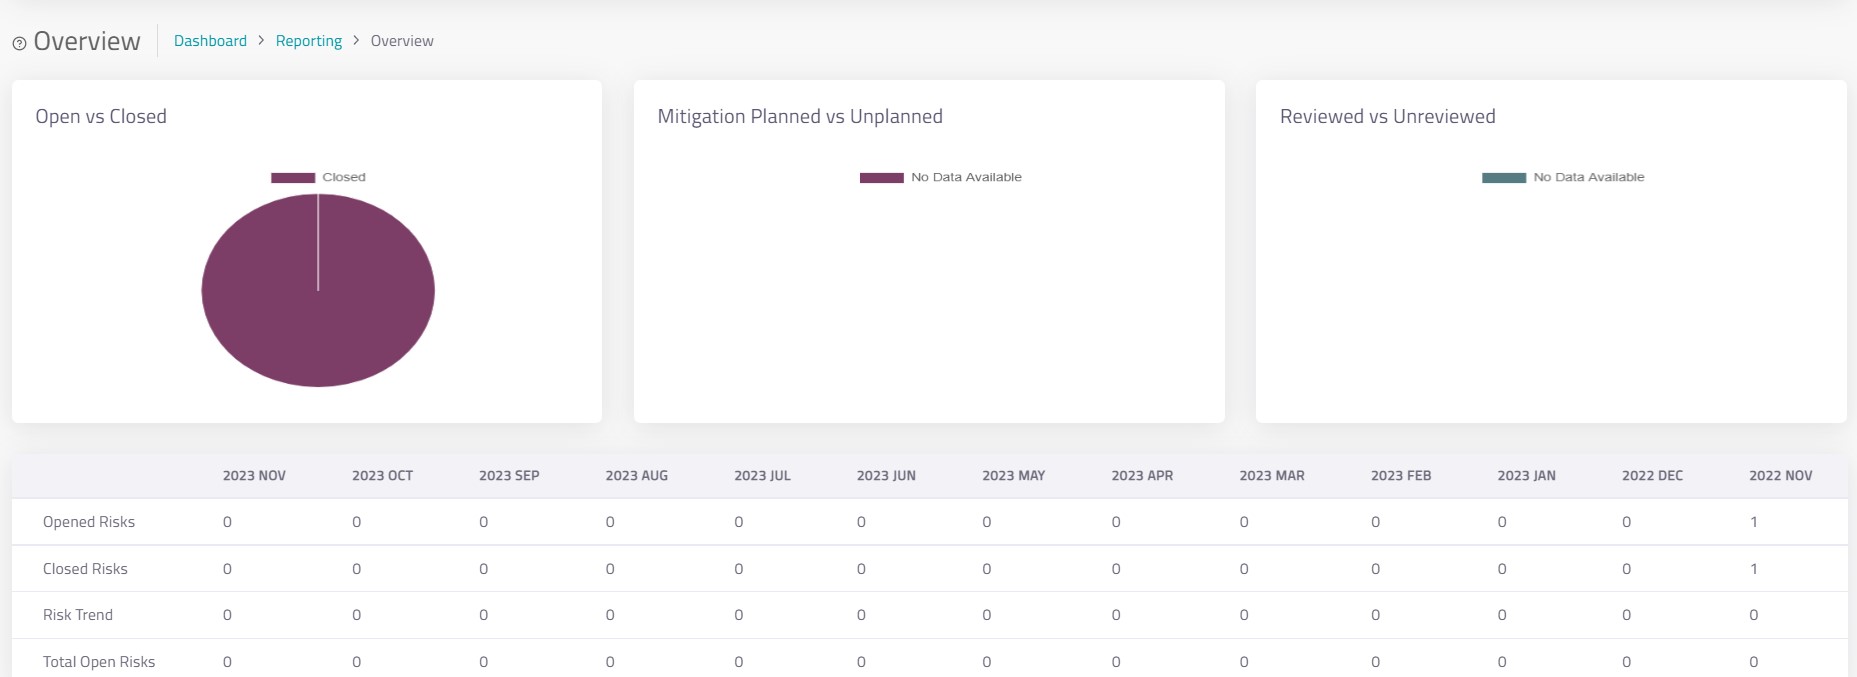 Overview Dashboard > Reporting > Overview
Open vs Closed
Closed
Mitigation Planned vs Unplanned
No Data Available
Reviewed vs Unreviewed
No Data Available
2023 NOV 2023 OCT 2023 SEP 2023 AUG 2023 JUL 2023 JUN 2023 MAY 2023 APR 2023 MAR 2023 FEB 2023 JAN 2022 DEC 2022 NOV
Opened Risks 0 0 0 0 0 0 0 0 0 0 0 0 1
Closed Risks 0 0 0 0 0 0 0 0 0 0 0 0 1
Risk Trend 0 0 0 0 0 0 0 0 0 0 0 0 0
Total Open Risks 0 0 0 0 0 0 0 0 0 0 0 0 0